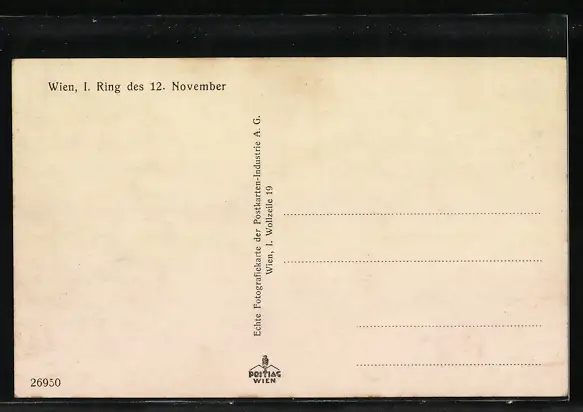 Wien, I. Ring des 12. November
Echte Fotografiekarte der Postkarten-Industrie A. G.
Wien, I. Wollzeile 19
26950
POSTIAG
WIEN